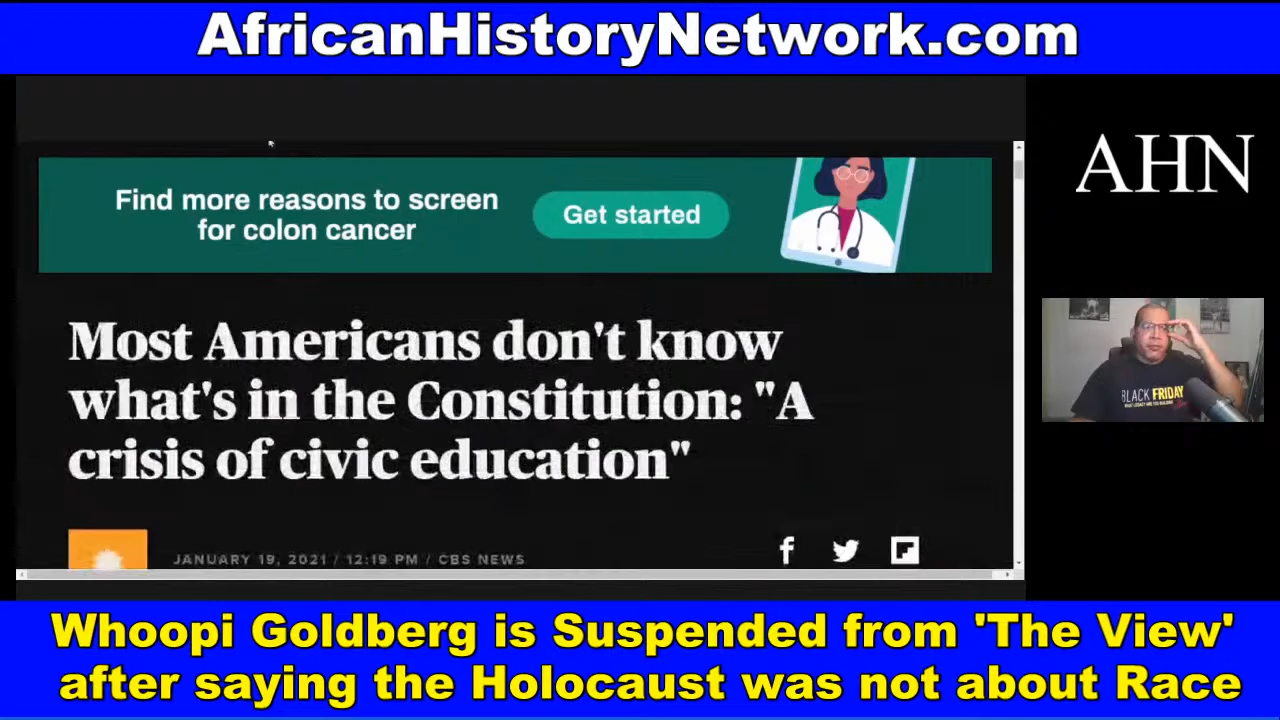 AfricanHistoryNetwork.com
AHN
Find more reasons to screen
for colon cancer
Get started
Most Americans don't know
what's in the Constitution: "A
crisis of civic education"
JANUARY 19, 2021 / 12:19 PM / CBS NEWS
BLACK FRIDAY
Whoopi Goldberg is Suspended from 'The View'
after saying the Holocaust was not about Race